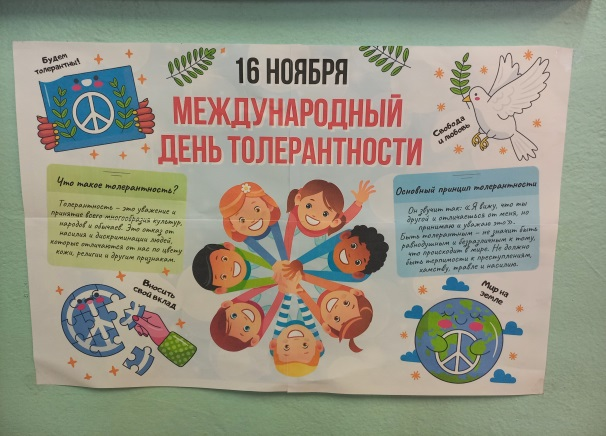 Будем
толерантны!
16 НОЯБРЯ
МЕЖДУНАРОДНЫЙ
ДЕНЬ ТОЛЕРАНТНОСТИ
Свобода
и любовь
Что такое толерантность?
Толерантность – это уважение и
принятие всего многообразия культур,
народов и обычаев. Это отказ от
насилия и дискриминации людей,
которые отличаются от нас по цвету
кожи, религии и другим признакам.
Основный принцип толерантности
Он звучит так: «Я вижу, что ты
другой и отличаешься от меня, но
принимаю и уважаю это».
Быть толерантным – не значит быть
равнодушным и безразличным к тому,
что происходит в мире. Не должно
быть терпимости к преступлениям,
хамству, травле и насилию.
Вносить
свой вклад
Мир на
земле